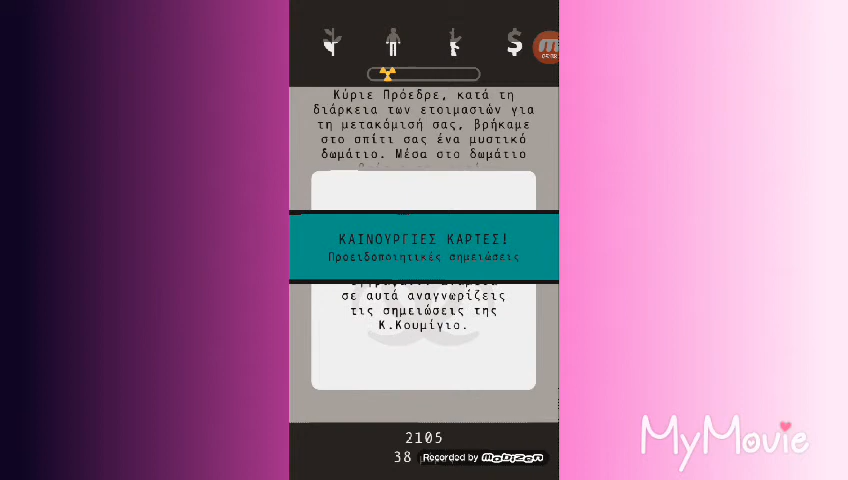 Κύριε Πρόεδρε, κατά τη
διάρκεια των ετοιμασιών για
τη μετακόμισή σας, βρήκαμε
στο σπίτι σας ένα μυστικό
δωμάτιο. Μέσα στο δωμάτιο
ΚΑΙΝΟΥΡΓΙΕΣ ΚΑΡΤΕΣ!
Προειδοποιητικές σημειώσεις
σε αυτά αναγνωρίζεις
τις σημειώσεις της
Κ.Κουμίγιο.
2105
38
Recorded by mobizen
MyMovie